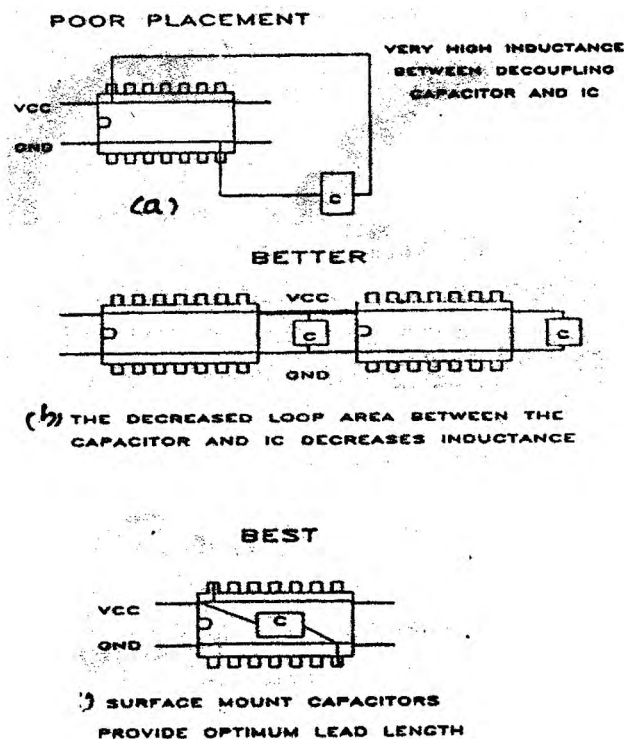 POOR PLACEMENT
VERY HIGH INDUCTANCE
BETWEEN DECOUPLING
CAPACITOR AND IC
VCC
GND
C
(a)
BETTER
VCC
C
C
GND
(b) THE DECREASED LOOP AREA BETWEEN THE
CAPACITOR AND IC DECREASES INDUCTANCE
BEST
VCC
C
GND
) SURFACE MOUNT CAPACITORS
PROVIDE OPTIMUM LEAD LENGTH